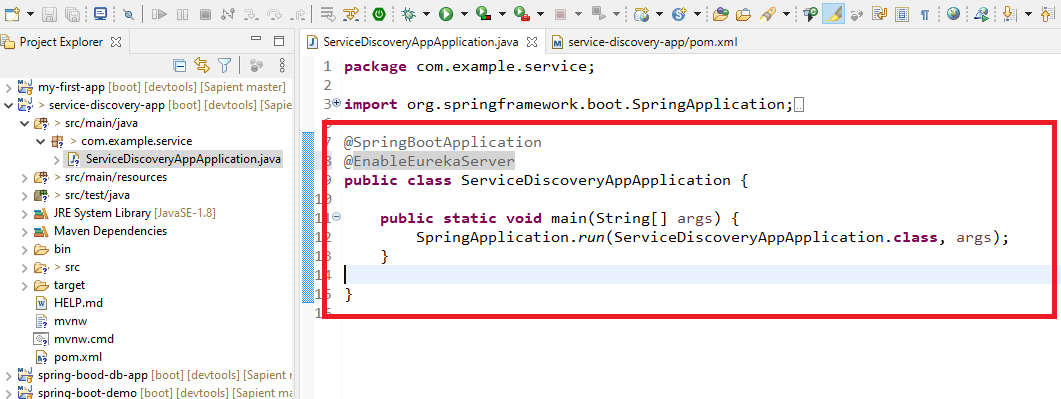 Project Explorer
my-first-app [boot] [devtools] [Sapient master]
> service-discovery-app [boot] [devtools] [Sapient
> src/main/java
> com.example.service
ServiceDiscoveryAppApplication.java
> src/main/resources
> src/test/java
JRE System Library [JavaSE-1.8]
Maven Dependencies
bin
> src
target
HELP.md
mvnw
mvnw.cmd
pom.xml
spring-bood-db-app [boot] [devtools] [Sapient
spring-boot-demo [boot] [devtools] [Sapient ma
ServiceDiscoveryAppApplication.java
service-discovery-app/pom.xml
1 package com.example.service;
2
3 import org.springframework.boot.SpringApplication;
6
7 @SpringBootApplication
8 @EnableEurekaServer
9 public class ServiceDiscoveryAppApplication {
10
11 public static void main(String[] args) {
12 SpringApplication.run(ServiceDiscoveryAppApplication.class, args);
13 }
14
15 }